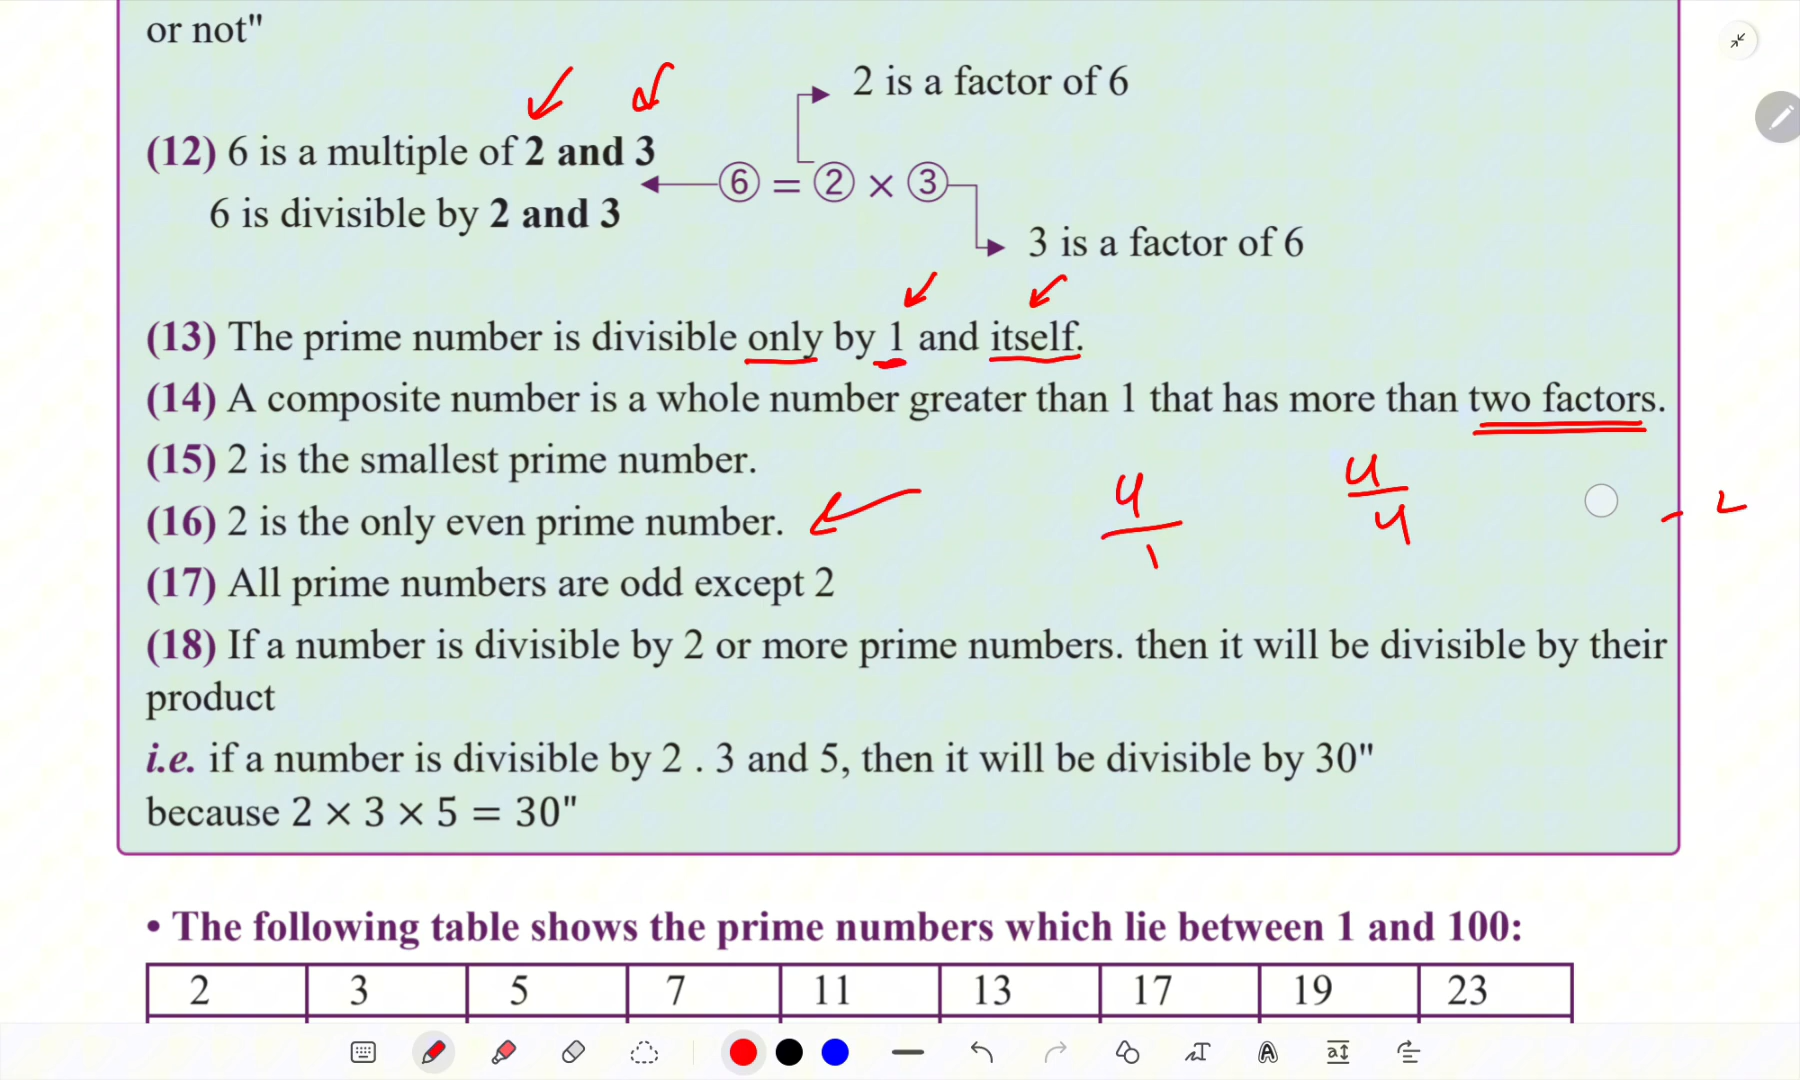 or not"
2 is a factor of 6
(12) 6 is a multiple of 2 and 3
6 = 2 × 3
6 is divisible by 2 and 3
3 is a factor of 6
(13) The prime number is divisible only by 1 and itself.
(14) A composite number is a whole number greater than 1 that has more than two factors.
(15) 2 is the smallest prime number.
4
1
4
4
(16) 2 is the only even prime number.
(17) All prime numbers are odd except 2
(18) If a number is divisible by 2 or more prime numbers. then it will be divisible by their
product
i.e. if a number is divisible by 2 . 3 and 5, then it will be divisible by 30"
because 2 × 3 × 5 = 30"
• The following table shows the prime numbers which lie between 1 and 100:
2 3 5 7 11 13 17 19 23